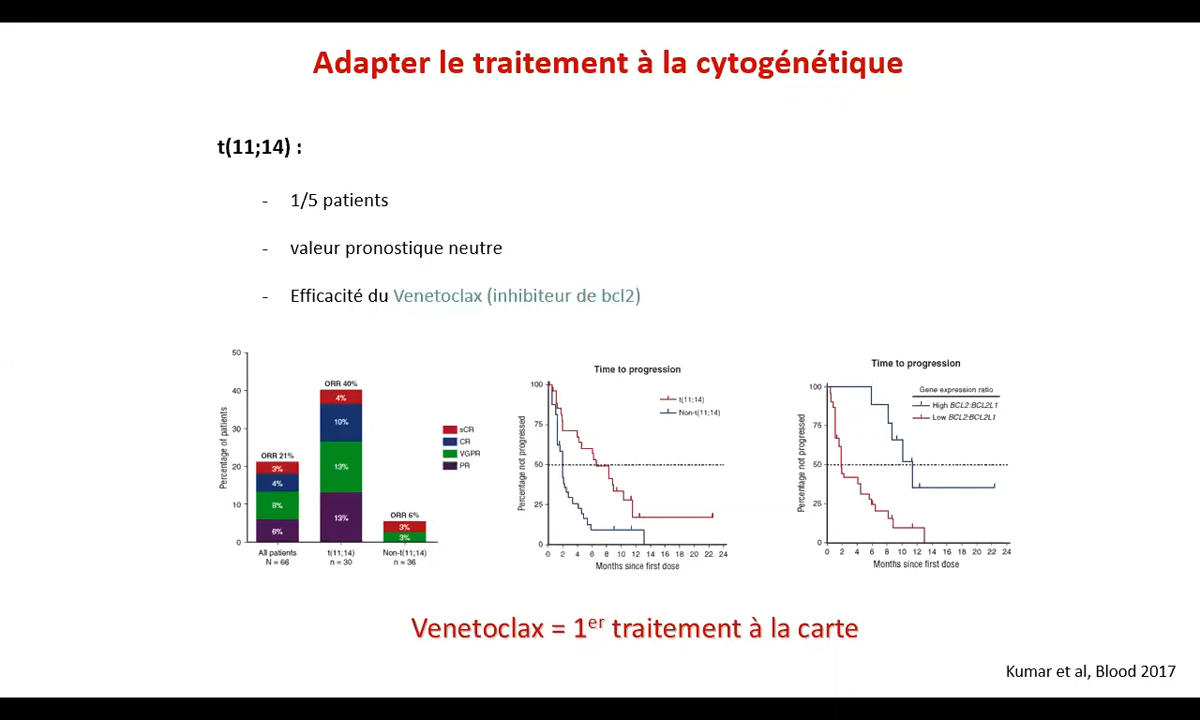 Adapter le traitement à la cytogénétique
t(11;14) :
- 1/5 patients
- valeur pronostique neutre
- Efficacité du Venetoclax (inhibiteur de bcl2)
Percentage of patients
50
40
30
20
10
0
ORR 21%
3%
4%
8%
6%
ORR 40%
4%
10%
13%
13%
ORR 6%
3%
3%
All patients
N = 66
t(11;14)
n = 30
Non-t(11;14)
n = 36
sCR
CR
VGPR
PR
Time to progression
Percentage not progressed
100
75
50
25
0
t(11;14)
Non-t(11;14)
0 2 4 6 8 10 12 14 16 18 20 22 24
Months since first dose
Time to progression
Percentage not progressed
100
75
50
25
0
Gene expression ratio
High BCL2:BCL2L1
Low BCL2:BCL2L1
0 2 4 6 8 10 12 14 16 18 20 22 24
Months since first dose
Venetoclax = 1er traitement à la carte
Kumar et al, Blood 2017